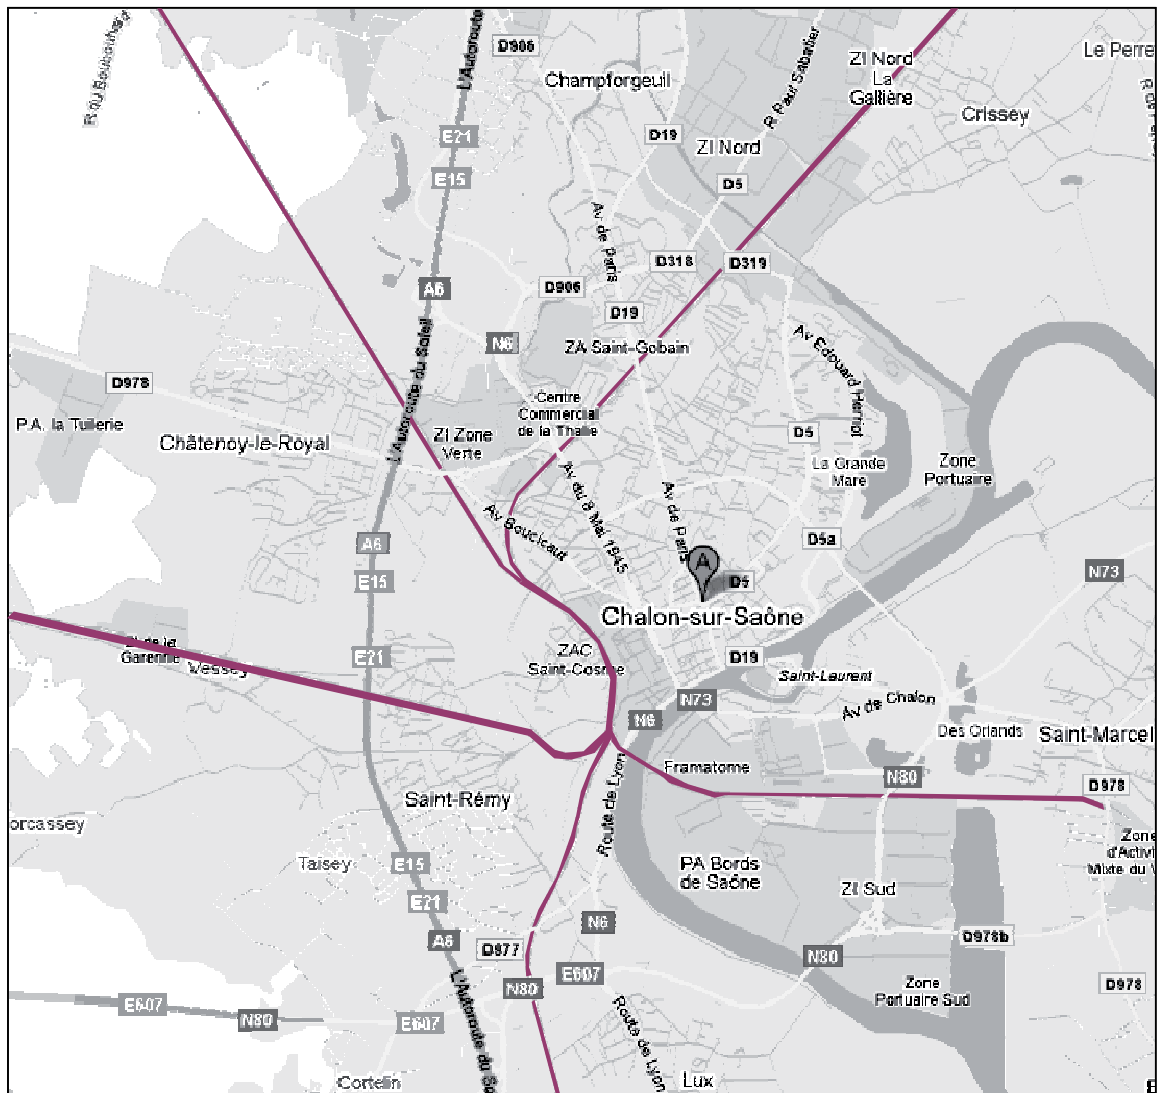 L'Autoroute
D906
Champforgeuil
R Paul Sabatier
ZI Nord
La
Gallière
Le Perre
Crissey
E21
D19
ZI Nord
E15
D5
Av de Paris
D318
D319
A6
D906
D19
N6
ZA Saint-Gobain
L'Autoroute du Soleil
Av Edouard Herriot
D978
Centre
Commercial
de la Thalie
P.A. la Tuilerie
Châtenoy-le-Royal
ZI Zone
Verte
D5
La Grande
Mare
Zone
Portuaire
Av du 8 Mai 1945
Av de Paris
Av Boucicaut
A6
D5a
A
E15
D5
N73
Chalon-sur-Saône
ZI de la
Garenne
Vessey
E21
ZAC
Saint-Cosme
D19
Saint-Laurent
N73
Av de Chalon
N6
Des Orlands
Saint-Marcel
Framatome
N80
D978
Route de Lyon
Saint-Rémy
orcassey
Taisey
E15
PA Bords
de Saône
ZI Sud
Zone
d'Activi
Mixte du V
E21
A6
N6
D977
D978b
N80
E607
N80
L'Autoroute du So
Zone
Portuaire Sud
D978
E607
N80
E607
Route de Lyon
Cortelin
Lux